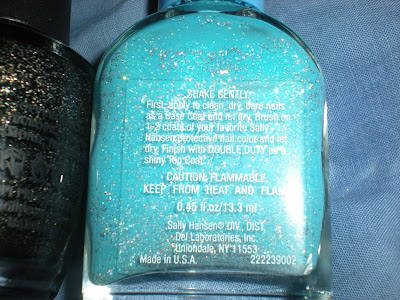 SHAKE GENTLY.
First, apply to clean, dry, bare nails
as a Base Coat and let dry. Brush on
1-2 coats of your favorite Sally
Hansen protective nail color and let
dry. Finish with DOUBLE DUTY as a
shiny Top Coat.
CAUTION: FLAMMABLE.
KEEP FROM HEAT AND FLAME
0.45 fl.oz/13.3 ml
Sally Hansen® DIV., DIST.
Del Laboratories, Inc.
Uniondale, NY 11553
Made in U.S.A. 222239002